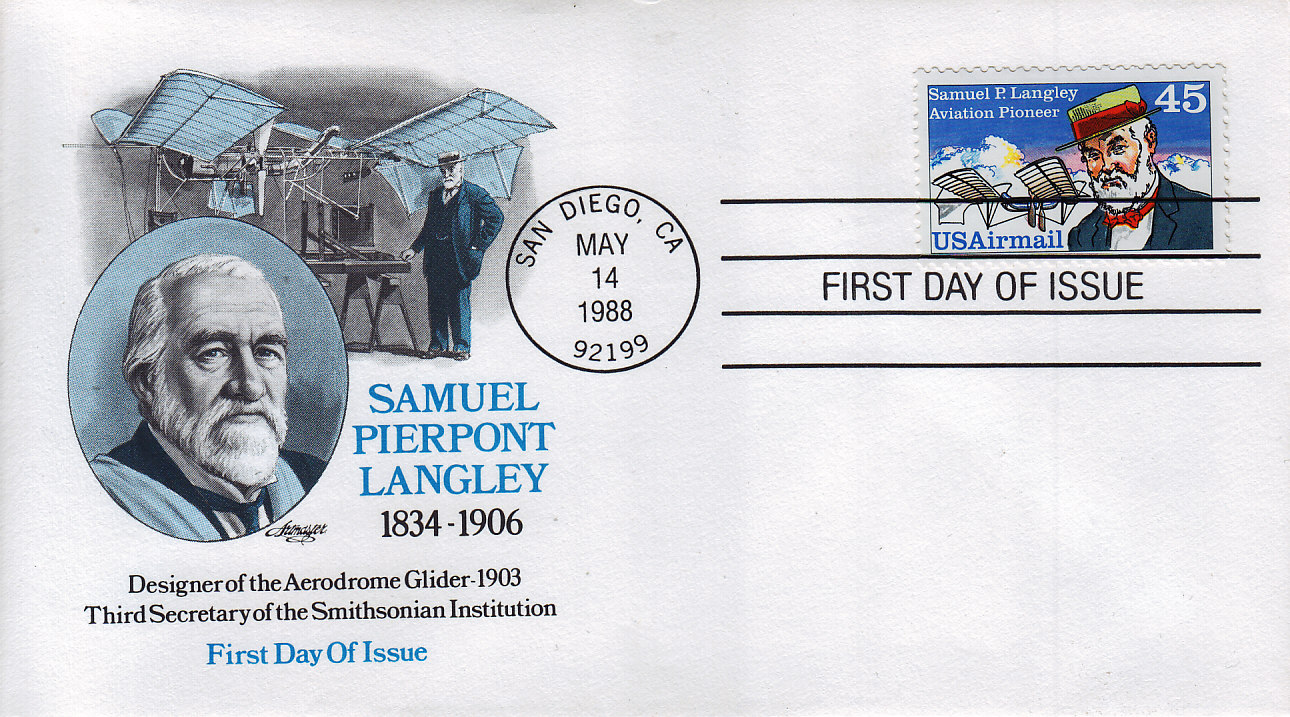 Samuel P. Langley
Aviation Pioneer
45
USAirmail
SAN DIEGO, CA
MAY
14
1988
92199
FIRST DAY OF ISSUE
SAMUEL
PIERPONT
LANGLEY
1834-1906
Designer of the Aerodrome Glider-1903
Third Secretary of the Smithsonian Institution
First Day Of Issue